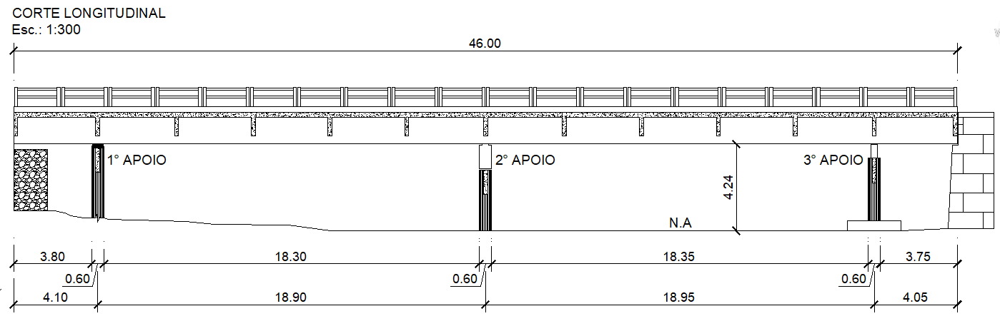 CORTE LONGITUDINAL
Esc.: 1:300
46.00
1° APOIO
2° APOIO
3° APOIO
4.24
N.A
3.80
18.30
18.35
3.75
0.60
0.60
0.60
4.10
18.90
18.95
4.05